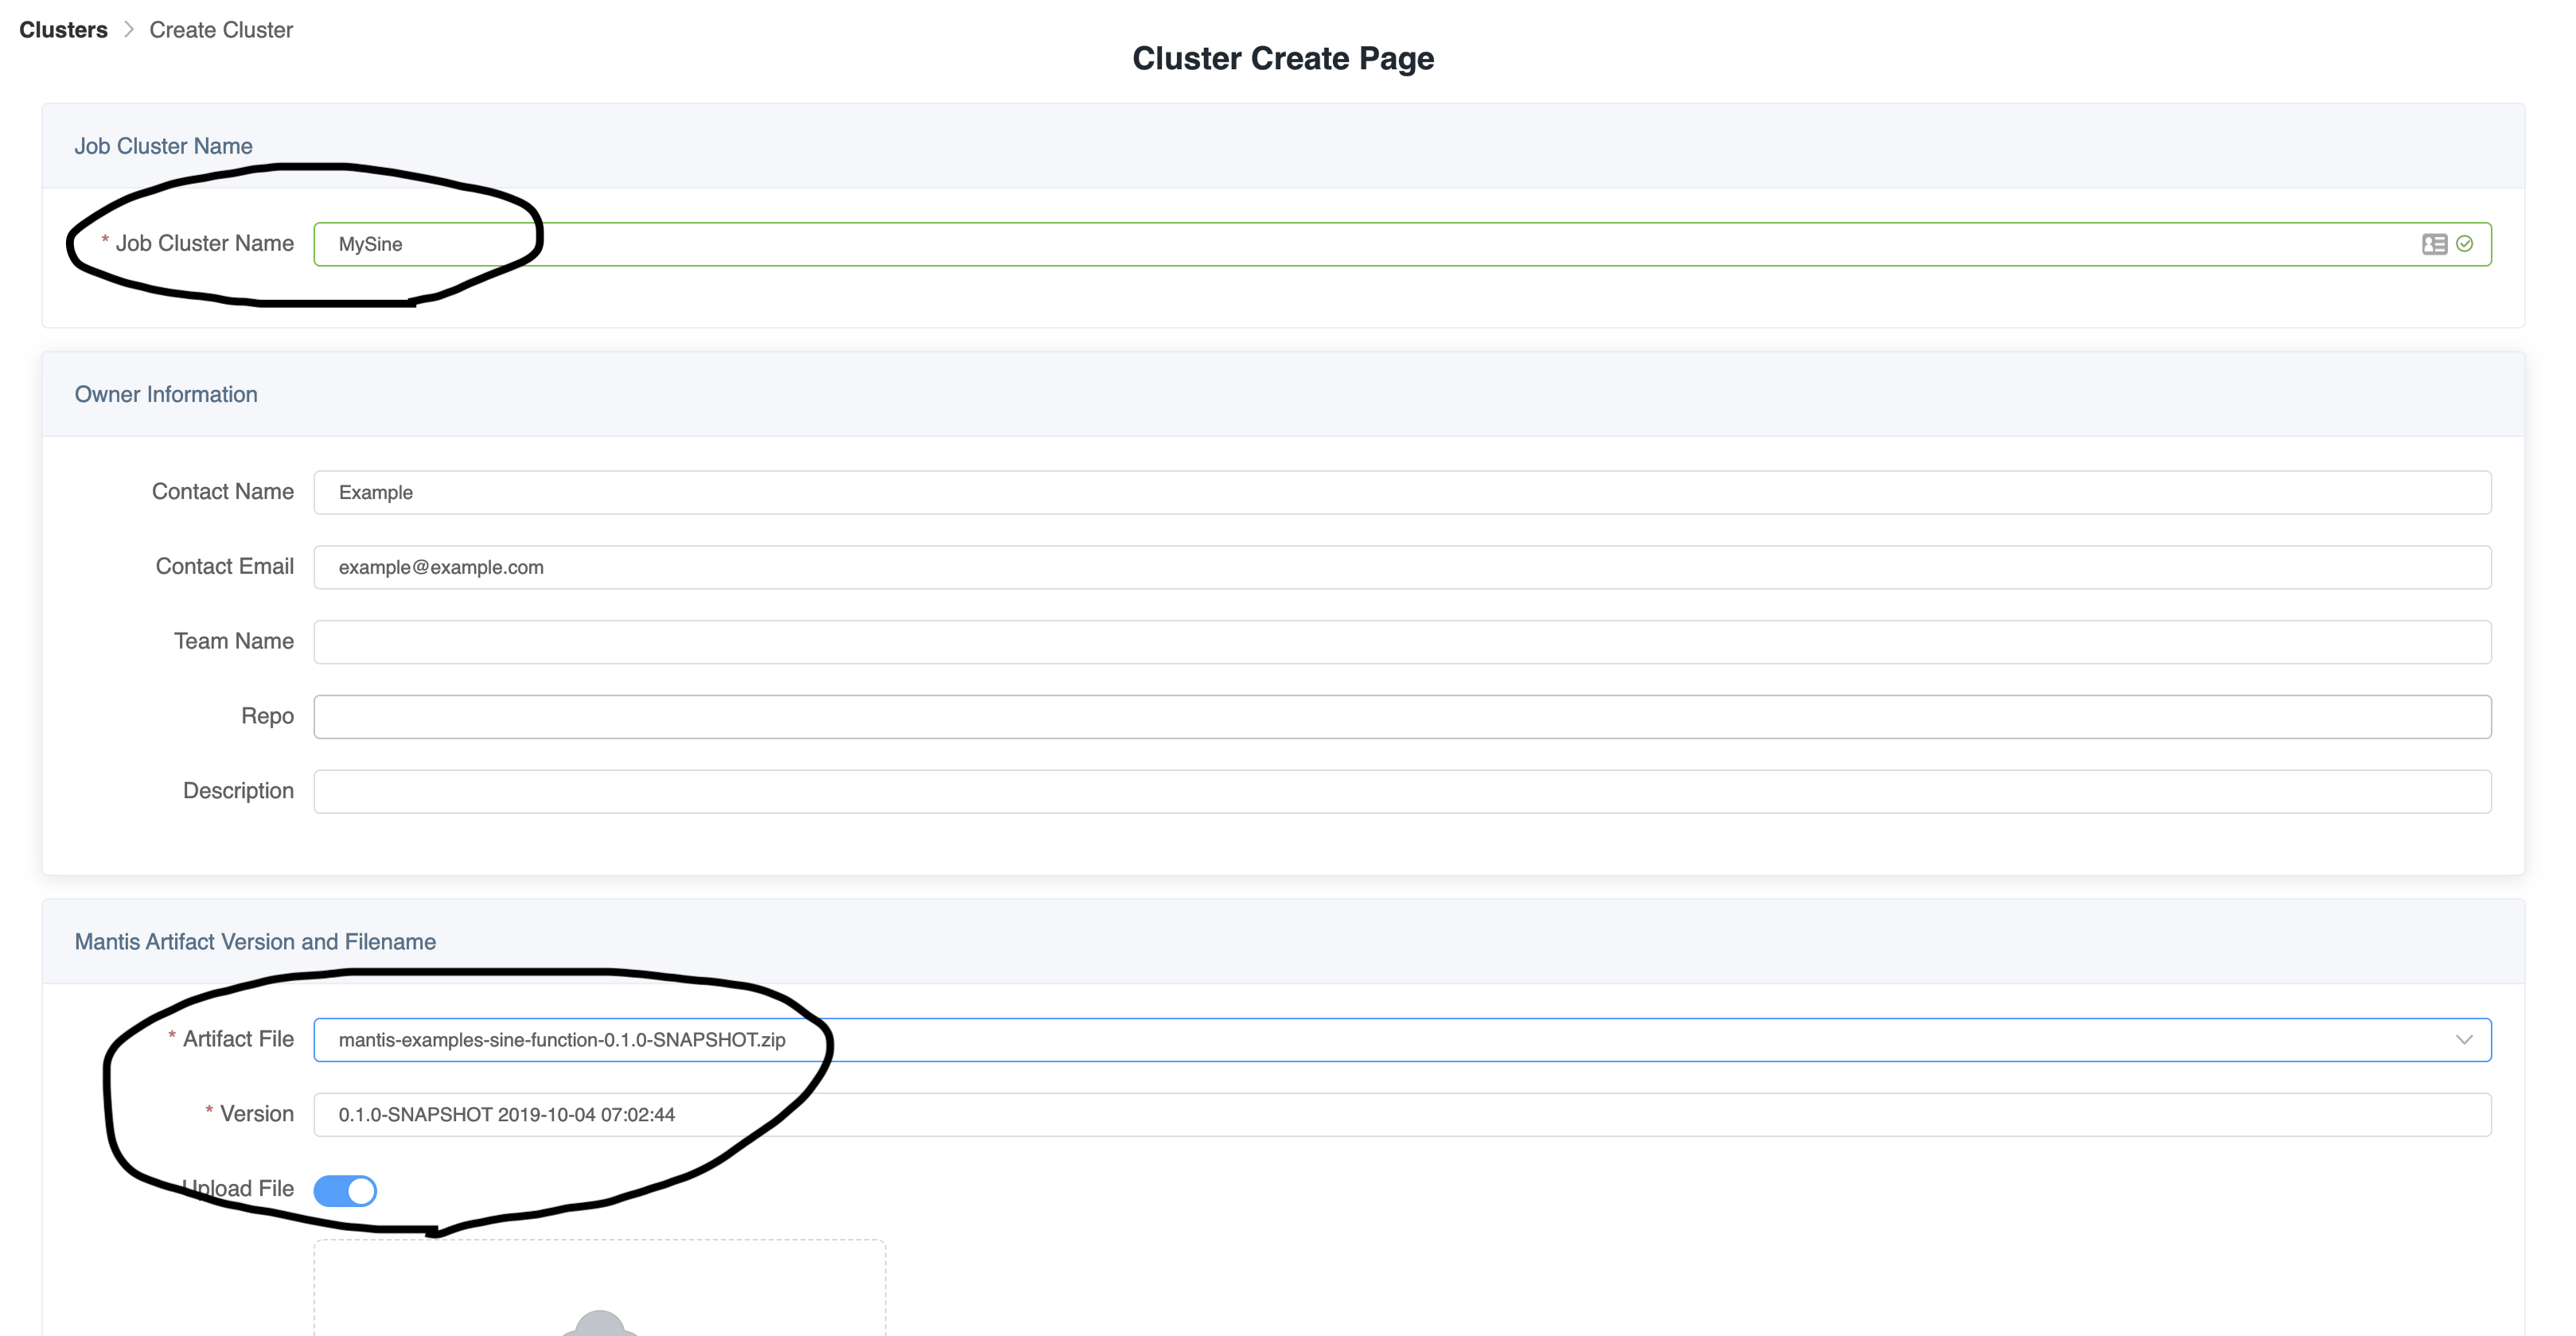 Clusters > Create Cluster
Cluster Create Page
Job Cluster Name
* Job Cluster Name MySine
Owner Information
Contact Name Example
Contact Email example@example.com
Team Name
Repo
Description
Mantis Artifact Version and Filename
* Artifact File mantis-examples-sine-function-0.1.0-SNAPSHOT.zip
* Version 0.1.0-SNAPSHOT 2019-10-04 07:02:44
Upload File